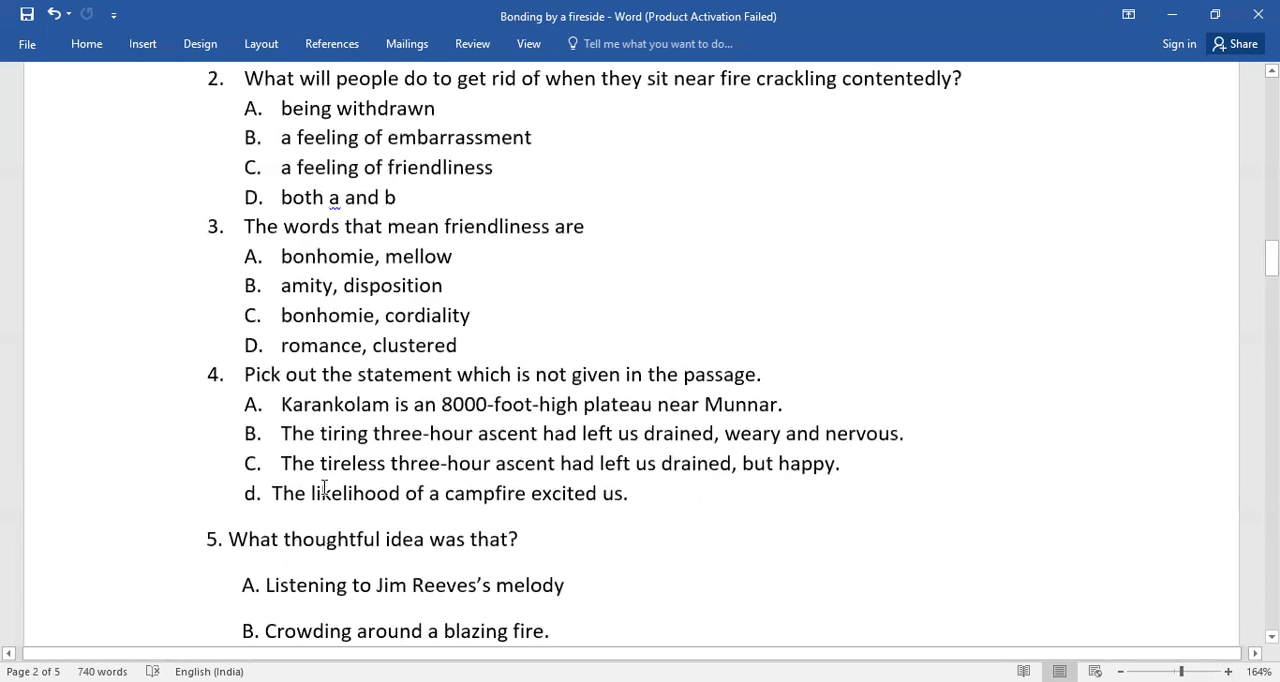 Bonding by a fireside - Word (Product Activation Failed)
File Home Insert Design Layout References Mailings Review View Tell me what you want to do... Sign in Share
2. What will people do to get rid of when they sit near fire crackling contentedly?
A. being withdrawn
B. a feeling of embarrassment
C. a feeling of friendliness
D. both a and b
3. The words that mean friendliness are
A. bonhomie, mellow
B. amity, disposition
C. bonhomie, cordiality
D. romance, clustered
4. Pick out the statement which is not given in the passage.
A. Karankolam is an 8000-foot-high plateau near Munnar.
B. The tiring three-hour ascent had left us drained, weary and nervous.
C. The tireless three-hour ascent had left us drained, but happy.
d. The likelihood of a campfire excited us.
5. What thoughtful idea was that?
A. Listening to Jim Reeves’s melody
B. Crowding around a blazing fire.
Page 2 of 5 740 words English (India) 164%